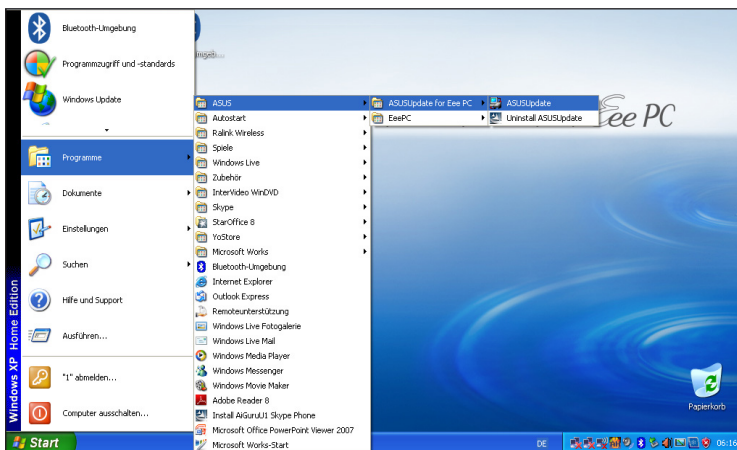 Bluetooth-Umgebung
Programmzugriff und -standards
Windows Update
Programme
Dokumente
Einstellungen
Suchen
Hilfe und Support
Ausführen...
"1" abmelden...
Computer ausschalten...
Windows XP Home Edition
Start
ASUS
Autostart
Ralink Wireless
Spiele
Windows Live
Zubehör
InterVideo WinDVD
Skype
StarOffice 8
YoStore
Microsoft Works
Bluetooth-Umgebung
Internet Explorer
Outlook Express
Remoteunterstützung
Windows Live Fotogalerie
Windows Live Mail
Windows Media Player
Windows Messenger
Windows Movie Maker
Adobe Reader 8
Install AiGuruU1 Skype Phone
Microsoft Office PowerPoint Viewer 2007
Microsoft Works-Start
ASUSUpdate for Eee PC
EeePC
ASUSUpdate
Uninstall ASUSUpdate
Eee PC
Papierkorb
DE
06:16